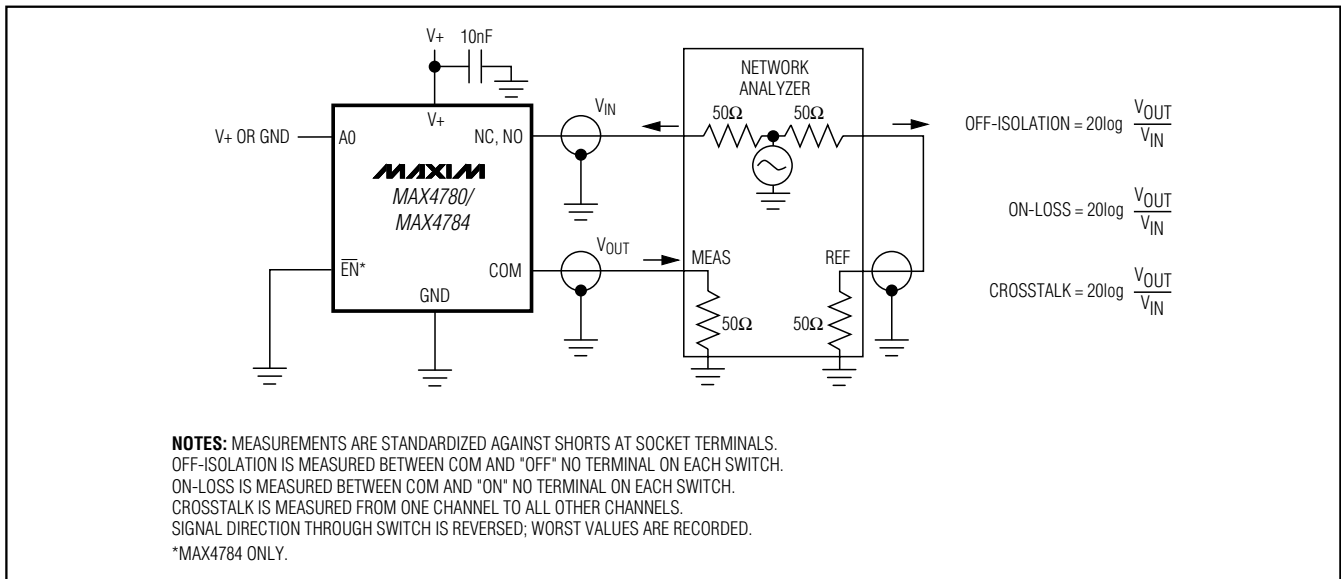 V+ 10nF
NETWORK
ANALYZER
50Ω 50Ω
V+
VIN
V+ OR GND
A0
NC, NO
OFF-ISOLATION = 20log VOUT
VIN
MAXIM
MAX4780/
MAX4784
ON-LOSS = 20log VOUT
VIN
VOUT
MEAS
REF
EN*
COM
CROSSTALK = 20log VOUT
VIN
GND
50Ω 50Ω
NOTES: MEASUREMENTS ARE STANDARDIZED AGAINST SHORTS AT SOCKET TERMINALS.
OFF-ISOLATION IS MEASURED BETWEEN COM AND "OFF" NO TERMINAL ON EACH SWITCH.
ON-LOSS IS MEASURED BETWEEN COM AND "ON" NO TERMINAL ON EACH SWITCH.
CROSSTALK IS MEASURED FROM ONE CHANNEL TO ALL OTHER CHANNELS.
SIGNAL DIRECTION THROUGH SWITCH IS REVERSED; WORST VALUES ARE RECORDED.
*MAX4784 ONLY.